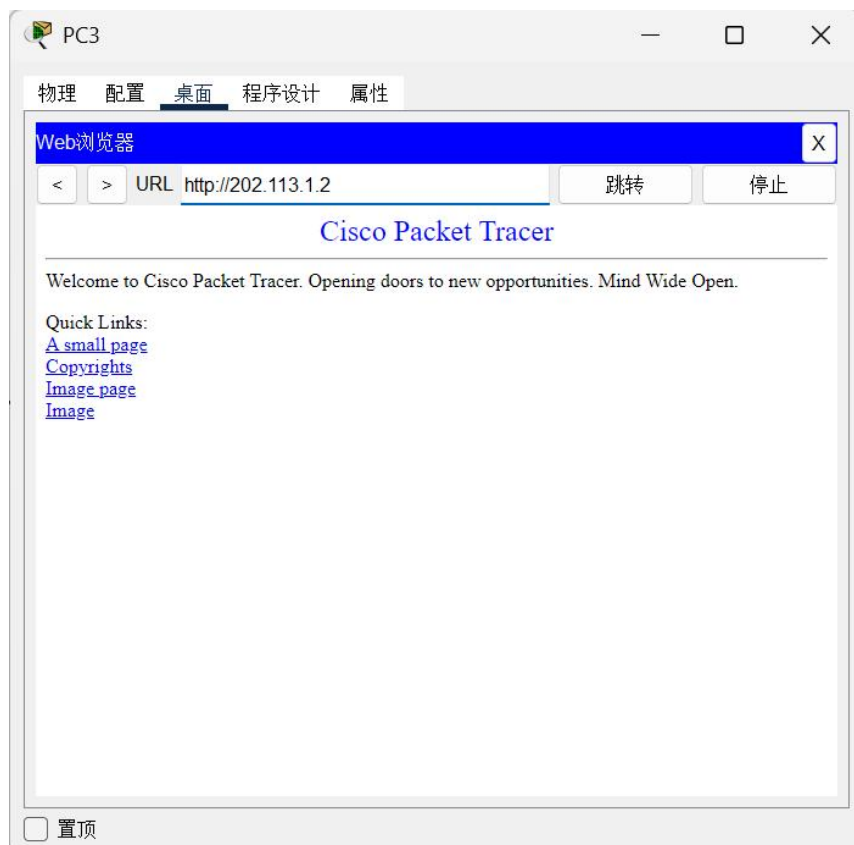 PC3
物理 配置 桌面 程序设计 属性
Web浏览器 X
< > URL http://202.113.1.2 跳转 停止
Cisco Packet Tracer
Welcome to Cisco Packet Tracer. Opening doors to new opportunities. Mind Wide Open.
Quick Links:
A small page
Copyrights
Image page
Image
置顶